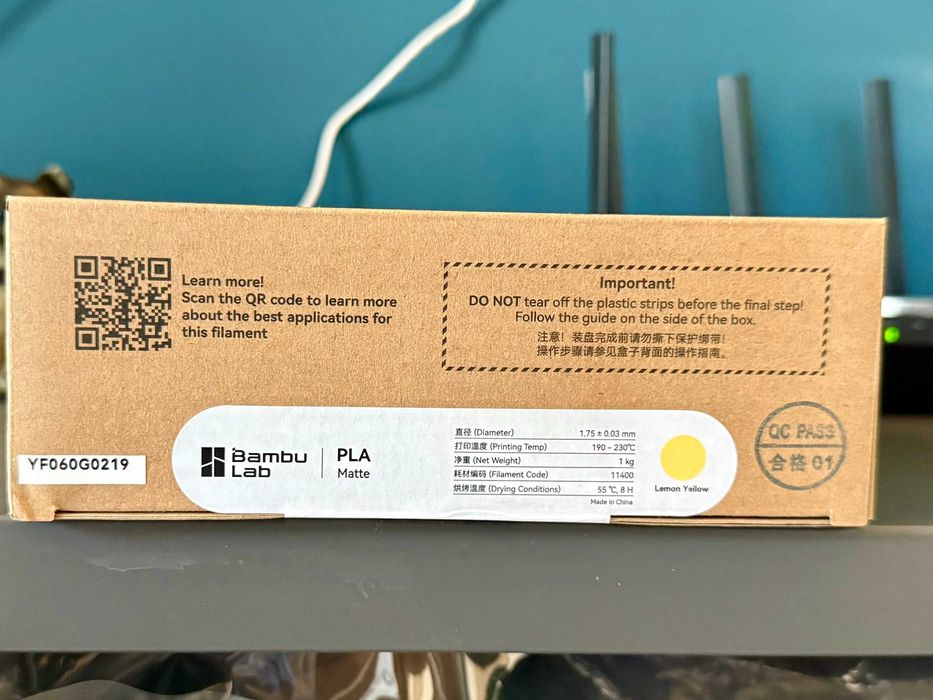 Learn more!
Scan the QR code to learn more
about the best applications for
this filament
Important!
DO NOT tear off the plastic strips before the final step!
Follow the guide on the side of the box.
注意！装盘完成前请勿撕下保护绑带！
操作步骤请参见盒子背面的操作指南。
YF060G0219
Bambu
Lab
PLA
Matte
直径 (Diameter) 1.75 ± 0.03 mm
打印温度 (Printing Temp) 190 - 230℃
净重 (Net Weight) 1 kg
耗材编码 (Filament Code) 11400
烘烤温度 (Drying Conditions) 55 ℃, 8 H
Made in China
Lemon Yellow
QC PASS
合格 01